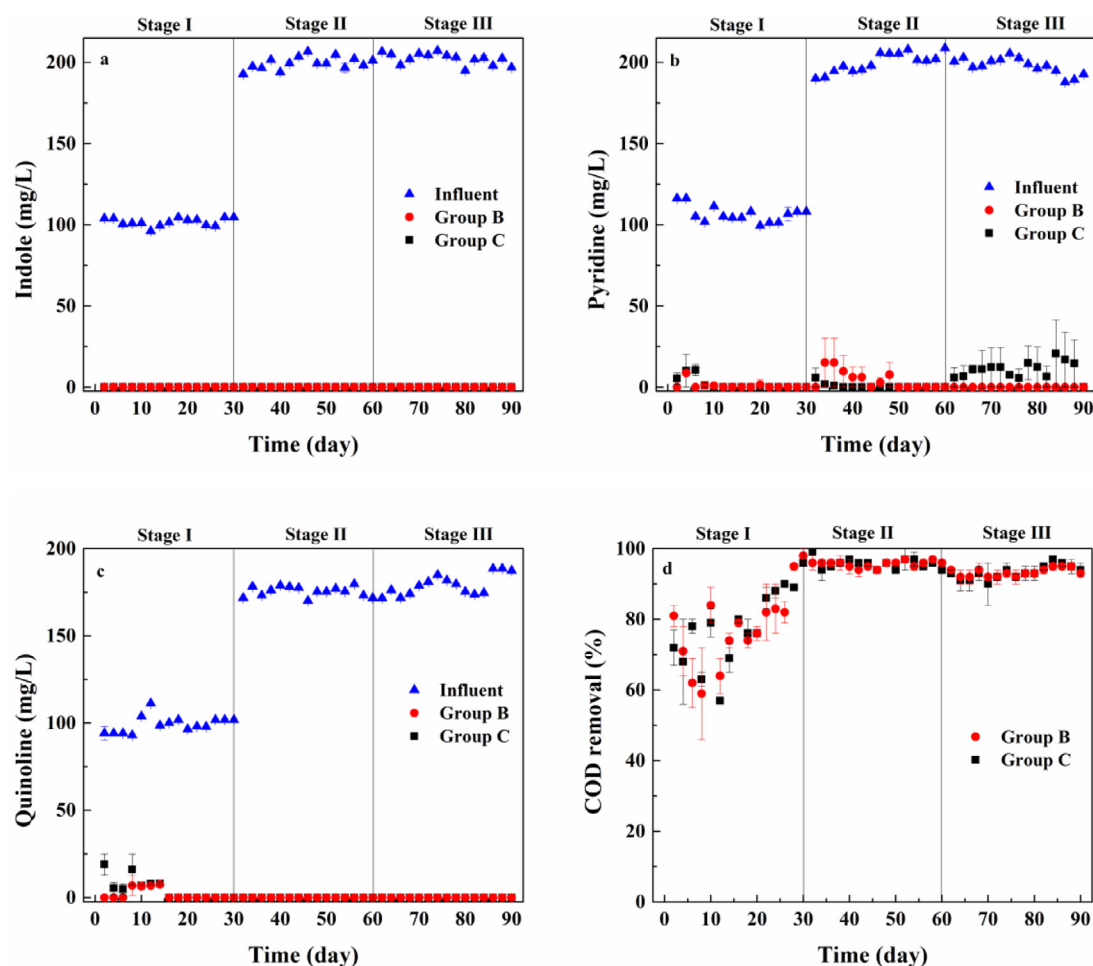 Stage I Stage II Stage III
a
200
150
100
50
0
Indole (mg/L)
Influent
Group B
Group C
0 10 20 30 40 50 60 70 80 90
Time (day)
Stage I Stage II Stage III
b
200
150
100
50
0
Pyridine (mg/L)
Influent
Group B
Group C
0 10 20 30 40 50 60 70 80 90
Time (day)
Stage I Stage II Stage III
c
200
150
100
50
0
Quinoline (mg/L)
Influent
Group B
Group C
0 10 20 30 40 50 60 70 80 90
Time (day)
Stage I Stage II Stage III
d
100
80
60
40
20
0
COD removal (%)
Group B
Group C
0 10 20 30 40 50 60 70 80 90
Time (day)